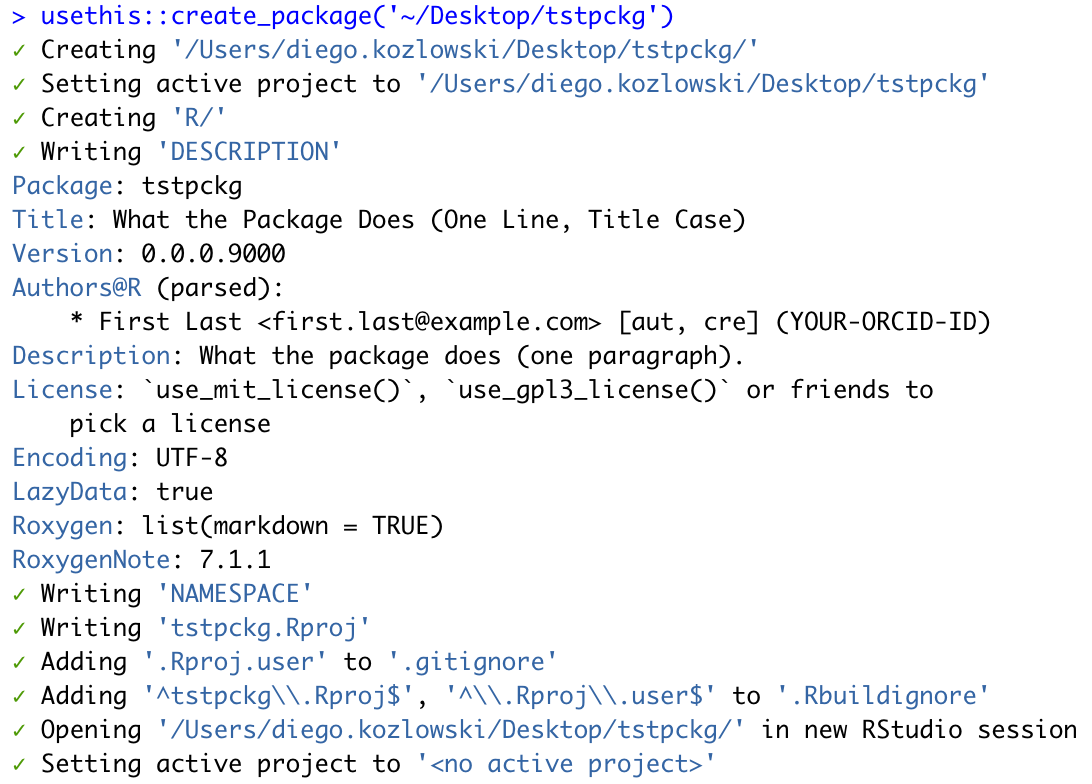 > usethis::create_package('~/Desktop/tstpckg')
✓ Creating '/Users/diego.kozlowski/Desktop/tstpckg/'
✓ Setting active project to '/Users/diego.kozlowski/Desktop/tstpckg'
✓ Creating 'R/'
✓ Writing 'DESCRIPTION'
Package: tstpckg
Title: What the Package Does (One Line, Title Case)
Version: 0.0.0.9000
Authors@R (parsed):
    * First Last <first.last@example.com> [aut, cre] (YOUR-ORCID-ID)
Description: What the package does (one paragraph).
License: `use_mit_license()`, `use_gpl3_license()` or friends to
    pick a license
Encoding: UTF-8
LazyData: true
Roxygen: list(markdown = TRUE)
RoxygenNote: 7.1.1
✓ Writing 'NAMESPACE'
✓ Writing 'tstpckg.Rproj'
✓ Adding '.Rproj.user' to '.gitignore'
✓ Adding '^tstpckg\\.Rproj$', '^\\.Rproj\\.user$' to '.Rbuildignore'
✓ Opening '/Users/diego.kozlowski/Desktop/tstpckg/' in new RStudio session
✓ Setting active project to '<no active project>'